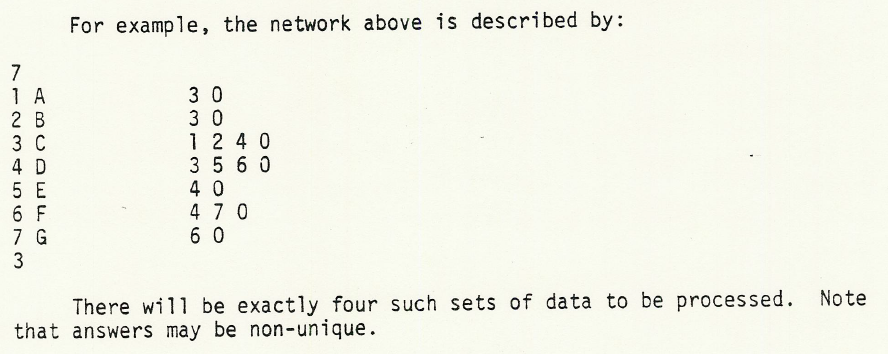 For example, the network above is described by:
7
1 A 3 0
2 B 3 0
3 C 1 2 4 0
4 D 3 5 6 0
5 E 4 0
6 F 4 7 0
7 G 6 0
3
There will be exactly four such sets of data to be processed. Note
that answers may be non-unique.